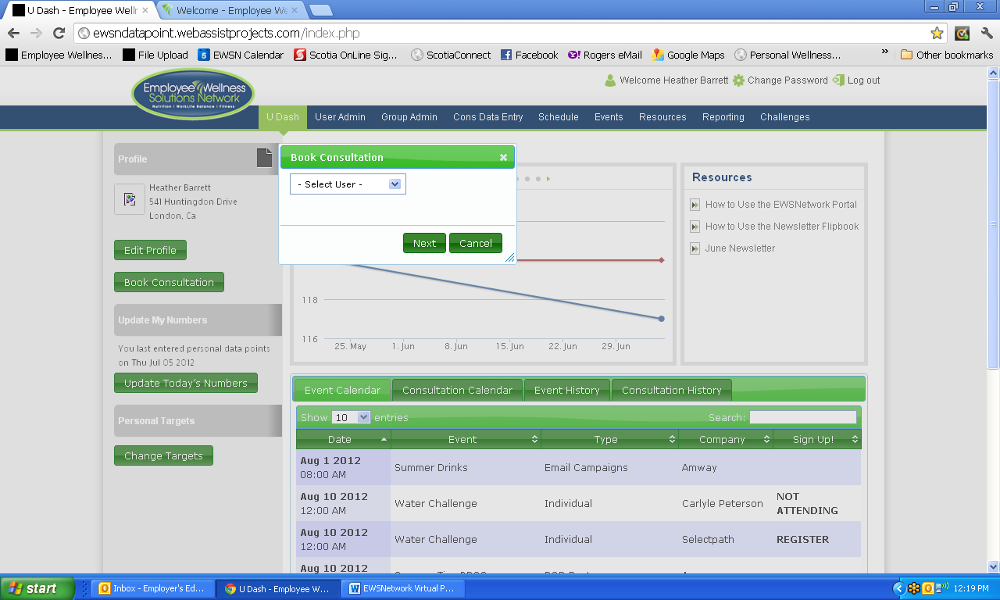 U Dash - Employee Welln
Welcome - Employee We
ewsndatapoint.webassistprojects.com/index.php
Employee Wellnes...
File Upload
5 EWSN Calendar
Scotia OnLine Sig...
ScotiaConnect
Facebook
Rogers eMail
Google Maps
Personal Wellness...
»
Other bookmarks
Employee Wellness
Solutions Network
Nutrition | WorkLife Balance | Fitness
Welcome Heather Barrett
Change Password
Log out
U Dash
User Admin
Group Admin
Cons Data Entry
Schedule
Events
Resources
Reporting
Challenges
Profile
Heather Barrett
541 Huntingdon Drive
London, Ca
Edit Profile
Book Consultation
Update My Numbers
You last entered personal data points
on Thu Jul 05 2012
Update Today's Numbers
Personal Targets
Change Targets
Book Consultation
- Select User -
Next
Cancel
118
116
25. May
1. Jun
8. Jun
15. Jun
22. Jun
29. Jun
Resources
How to Use the EWSNetwork Portal
How to Use the Newsletter Flipbook
June Newsletter
Event Calendar
Consultation Calendar
Event History
Consultation History
Show 10 entries
Search:
Date
Event
Type
Company
Sign Up!
Aug 1 2012
08:00 AM
Summer Drinks
Email Campaigns
Amway
Aug 10 2012
12:00 AM
Water Challenge
Individual
Carlyle Peterson
NOT
ATTENDING
Aug 10 2012
12:00 AM
Water Challenge
Individual
Selectpath
REGISTER
Aug 10 2012
start
Inbox - Employer's Ed...
U Dash - Employee W...
EWSNetwork Virtual P...
12:19 PM